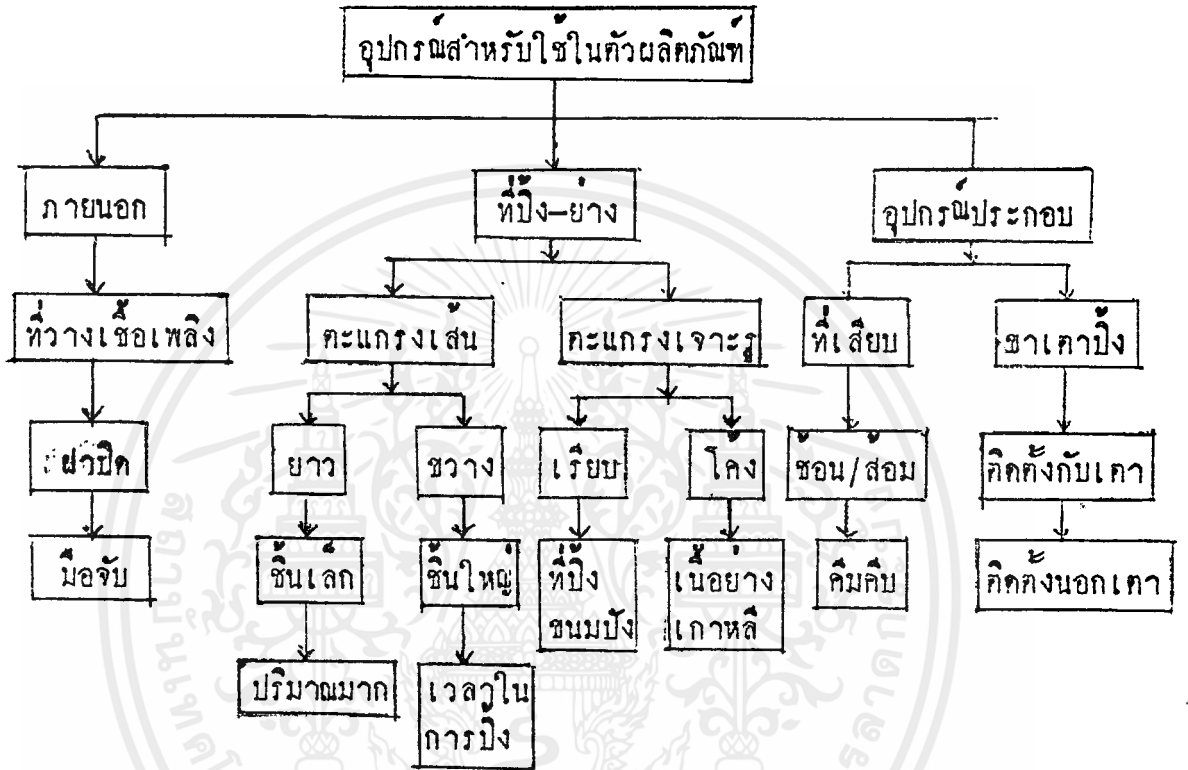 อุปกรณ์สำหรับใช้ในตัวผลิตภัณฑ์
ภายนอก
ที่ปิ้ง-ย่าง
อุปกรณ์ประกอบ
ที่วางเชื้อเพลิง
ตะแกรงเส้น
ตะแกรงเจาะรู
ที่เสียบ
ขาเตาปิ้ง
ฝาปิด
ยาว
ขวาง
เรียบ
โค้ง
ช้อน/ส้อม
ติดตั้งกับเตา
มือจับ
ชิ้นเล็ก
ชิ้นใหญ่
ที่ปิ้ง
ขนมปัง
เนื้อย่าง
เกาหลี
คีมคีบ
ติดตั้งนอกเตา
ปริมาณมาก
เวลาใน
การปิ้ง